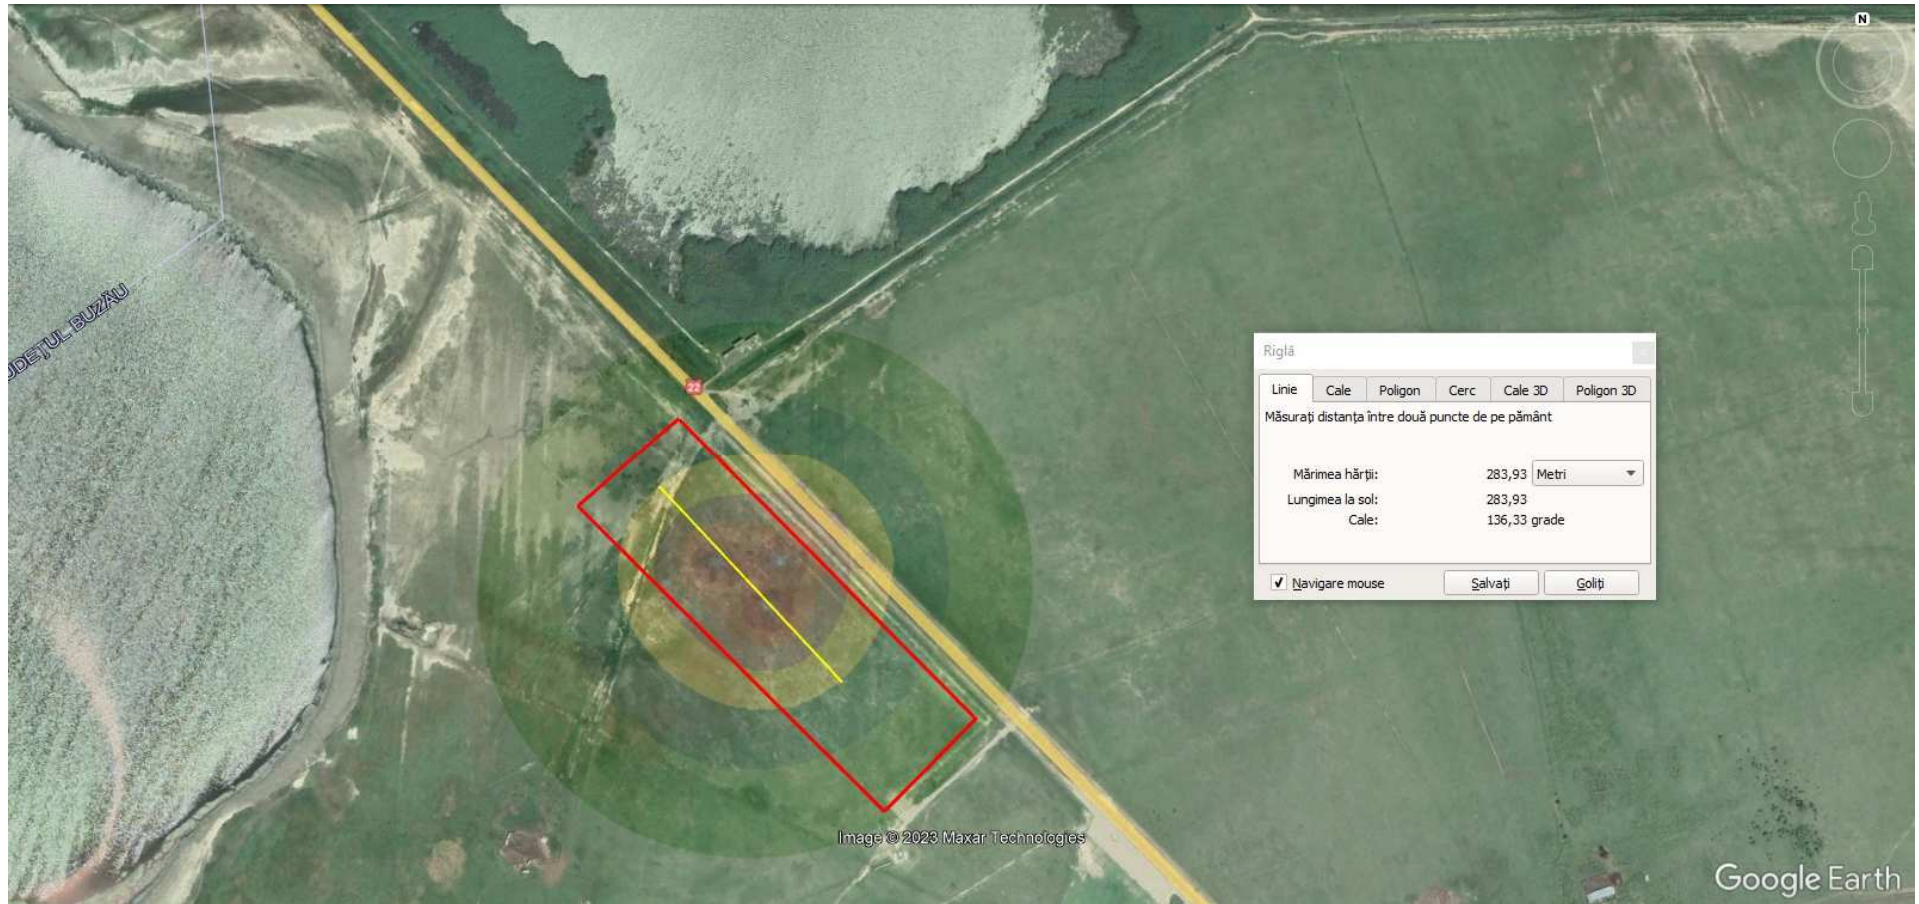 N
JUDEȚUL BUZĂU
22
Riglă
Linie Cale Poligon Cerc Cale 3D Poligon 3D
Măsurați distanța între două puncte de pe pământ
Mărimea hărții: 283,93 Metri
Lungimea la sol: 283,93
Cale: 136,33 grade
Navigare mouse Salvați Goliți
Image © 2023 Maxar Technologies
Google Earth